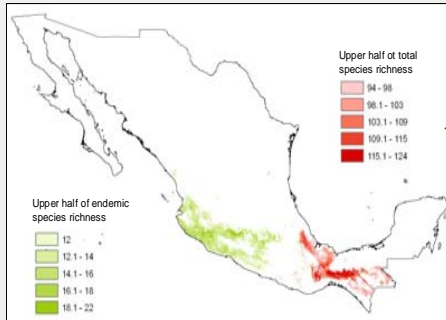 Upper half ot total
species richness
94 - 98
98.1 - 103
103.1 - 109
109.1 - 115
115.1 - 124
Upper half of endemic
species richness
12
12.1 - 14
14.1 - 16
16.1 - 18
18.1 - 22